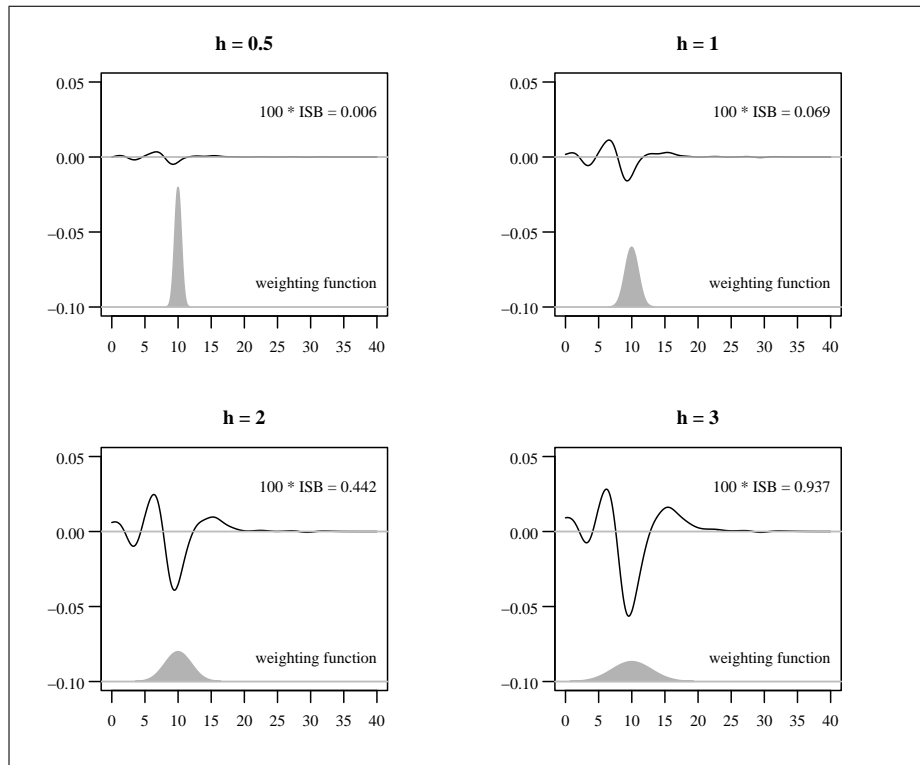 h = 0.5
0.05
0.00
−0.05
−0.10
100 * ISB = 0.006
weighting function
0 5 10 15 20 25 30 35 40
h = 1
0.05
0.00
−0.05
−0.10
100 * ISB = 0.069
weighting function
0 5 10 15 20 25 30 35 40
h = 2
0.05
0.00
−0.05
−0.10
100 * ISB = 0.442
weighting function
0 5 10 15 20 25 30 35 40
h = 3
0.05
0.00
−0.05
−0.10
100 * ISB = 0.937
weighting function
0 5 10 15 20 25 30 35 40